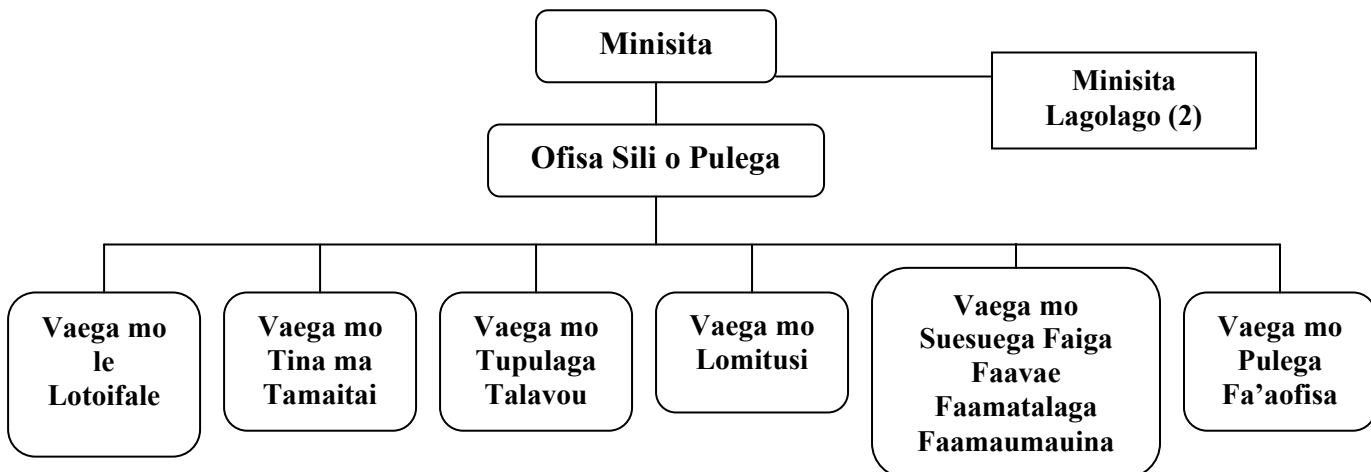 Minisita
Minisita
Lagolago (2)
Ofisa Sili o Pulega
Vaega mo
le
Lotoifale
Vaega mo
Tina ma
Tamaitai
Vaega mo
Tupulaga
Talavou
Vaega mo
Lomitusi
Vaega mo
Suesuega Faiga
Faavae
Faamatalaga
Faamaumauina
Vaega mo
Pulega
Fa’aofisa